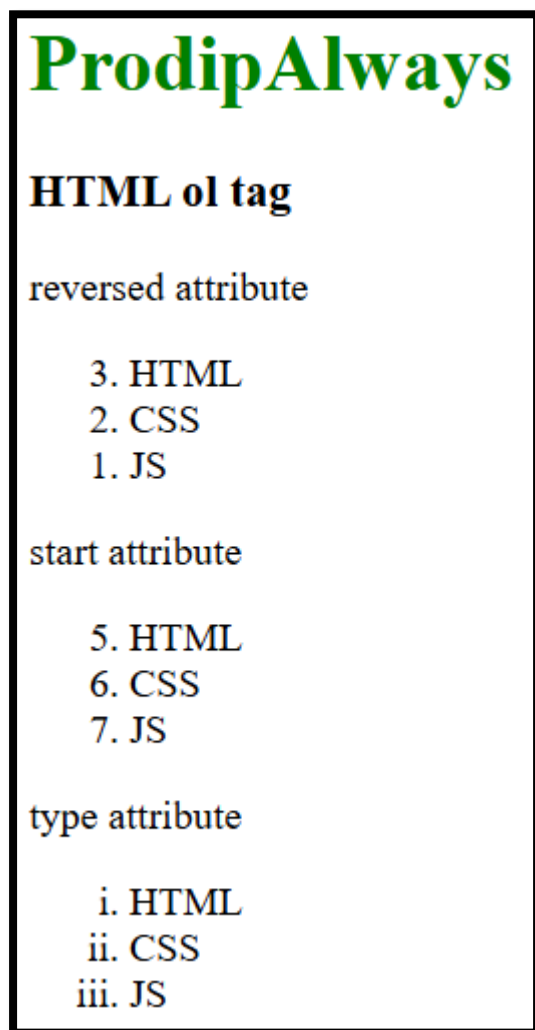 ProdipAlways
HTML ol tag
reversed attribute
3. HTML
2. CSS
1. JS
start attribute
5. HTML
6. CSS
7. JS
type attribute
i. HTML
ii. CSS
iii. JS